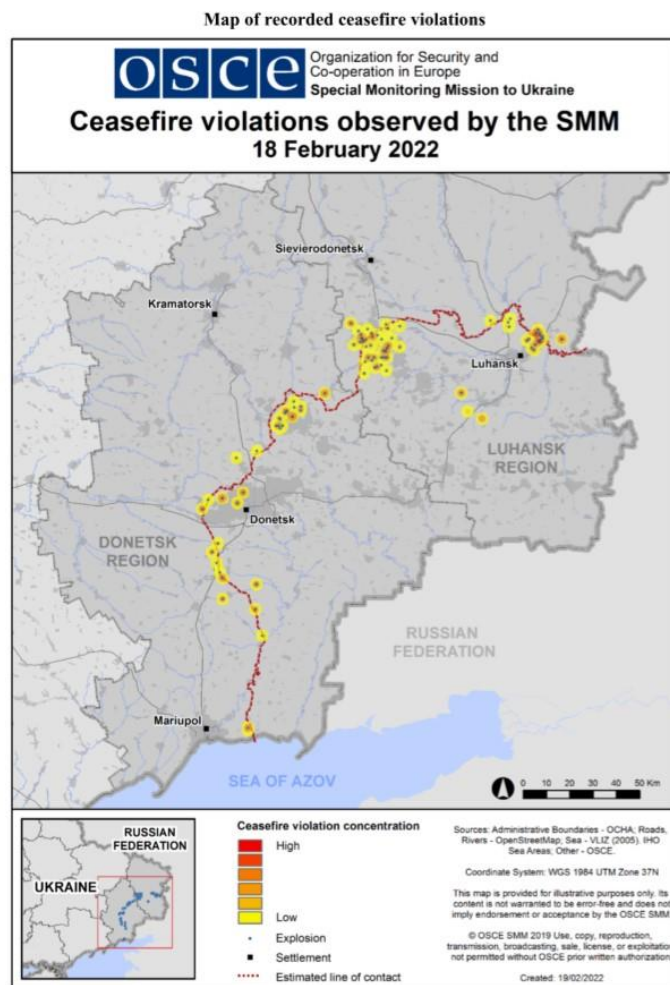 Map of recorded ceasefire violations
osce
Organization for Security and
Co-operation in Europe
Special Monitoring Mission to Ukraine
Ceasefire violations observed by the SMM
18 February 2022
Sievierodonetsk
Kramatorsk
Luhansk
LUHANSK
REGION
Donetsk
DONETSK
REGION
RUSSIAN
FEDERATION
Mariupol
SEA OF AZOV
0 10 20 30 40 50 Km
RUSSIAN
FEDERATION
UKRAINE
Ceasefire violation concentration
High
Low
Explosion
Settlement
Estimated line of contact
Sources: Administrative Boundaries - OCHA; Roads,
Rivers - OpenStreetMap; Sea - VLIZ (2005). IHO
Sea Areas; Other - OSCE.
Coordinate System: WGS 1984 UTM Zone 37N
This map is provided for illustrative purposes only. Its
content is not warranted to be error-free and does not
imply endorsement or acceptance by the OSCE SMM.
© OSCE SMM 2019 Use, copy, reproduction,
transmission, broadcasting, sale, license, or exploitation
not permitted without OSCE prior written authorization
Created: 19/02/2022